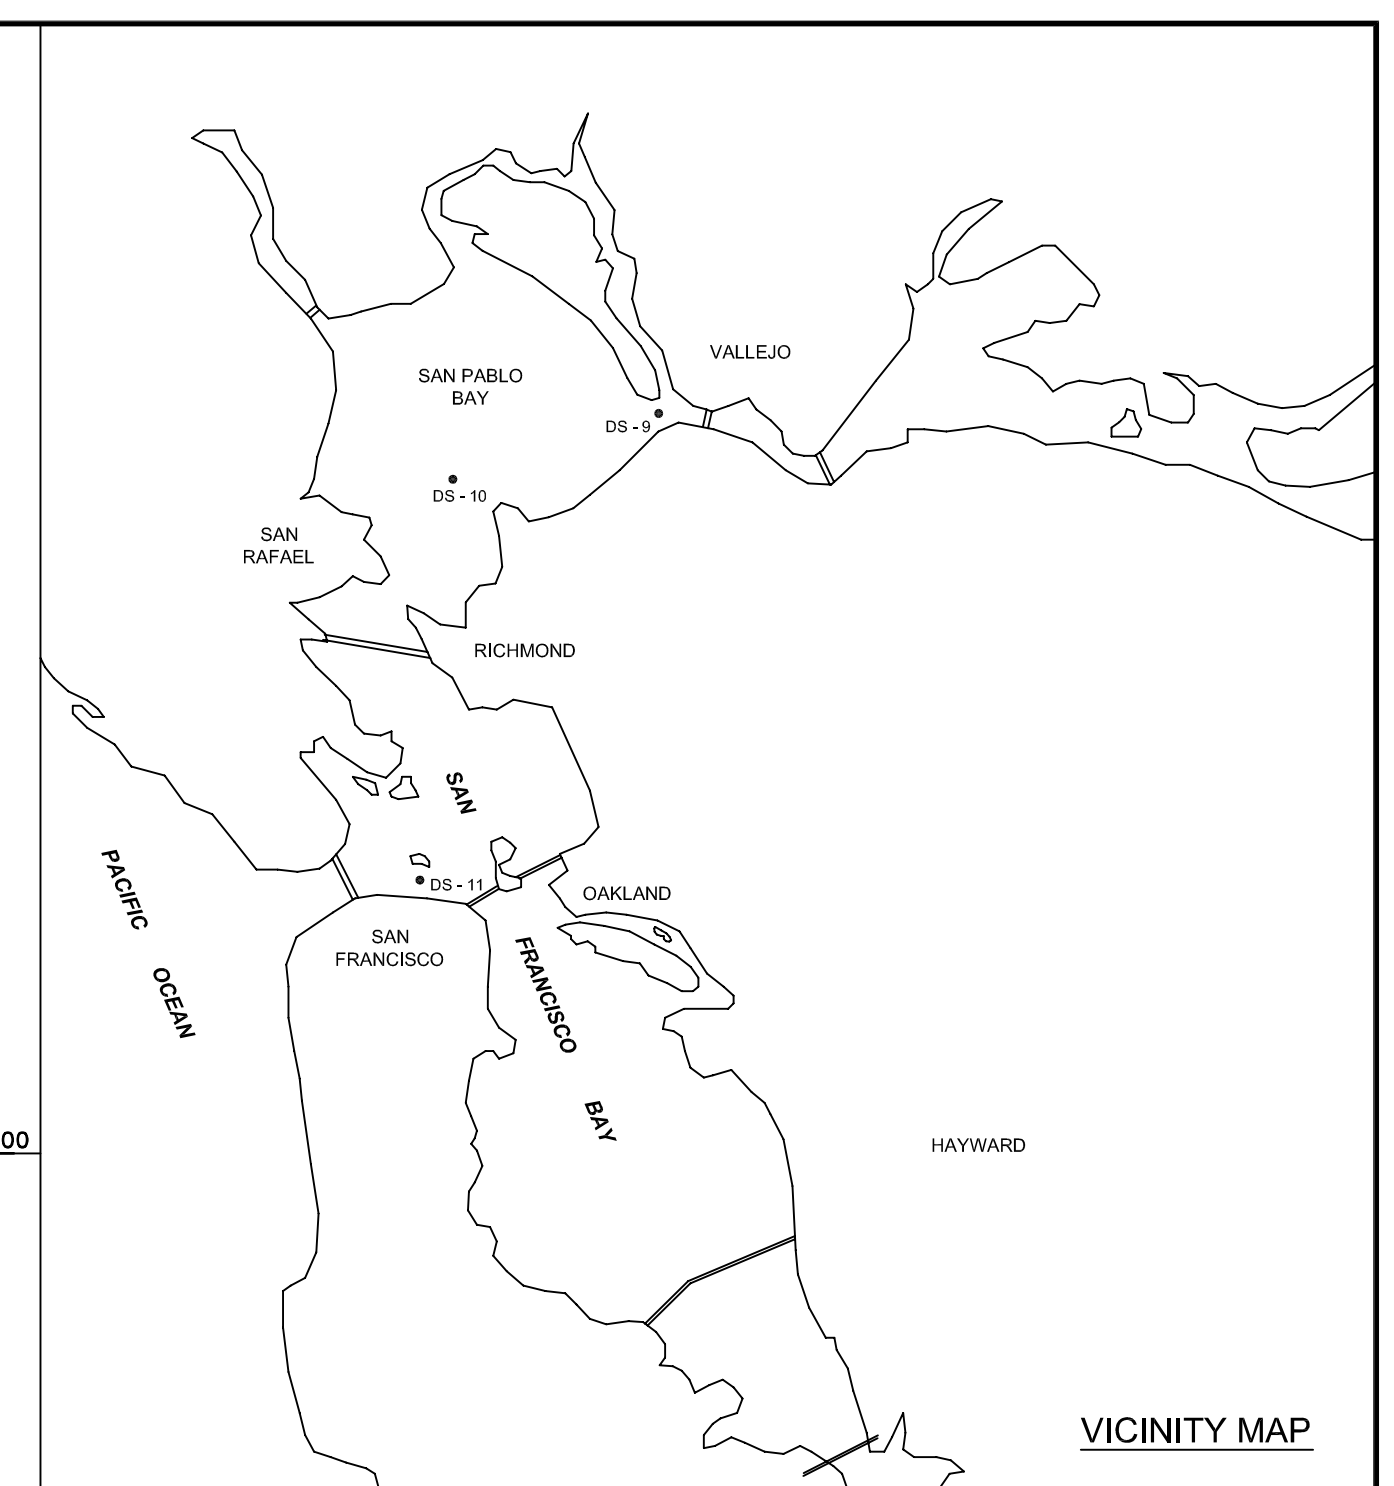 VALLEJO
SAN PABLO
BAY
DS - 9
DS - 10
SAN
RAFAEL
RICHMOND
SAN
PACIFIC
OCEAN
DS - 11
OAKLAND
SAN
FRANCISCO
FRANCISCO
BAY
00
HAYWARD
VICINITY MAP